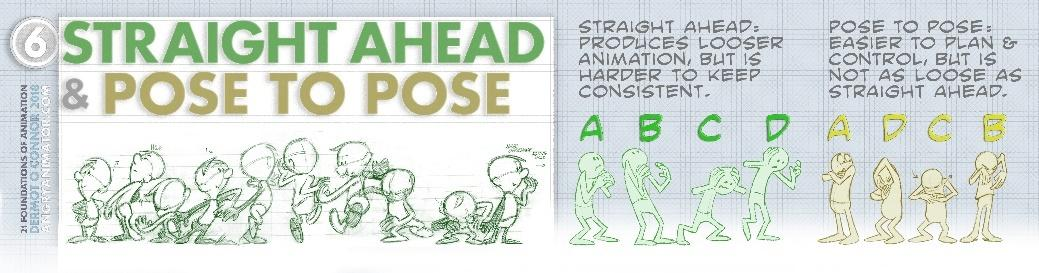 6
STRAIGHT AHEAD
& POSE TO POSE
21 FOUNDATIONS OF ANIMATION
DERMOT O'CONNOR 2018
ANGRYANIMATOR.COM
STRAIGHT AHEAD:
PRODUCES LOOSER
ANIMATION, BUT IS
HARDER TO KEEP
CONSISTENT.
A B C D
POSE TO POSE:
EASIER TO PLAN &
CONTROL, BUT IS
NOT AS LOOSE AS
STRAIGHT AHEAD.
A D C B